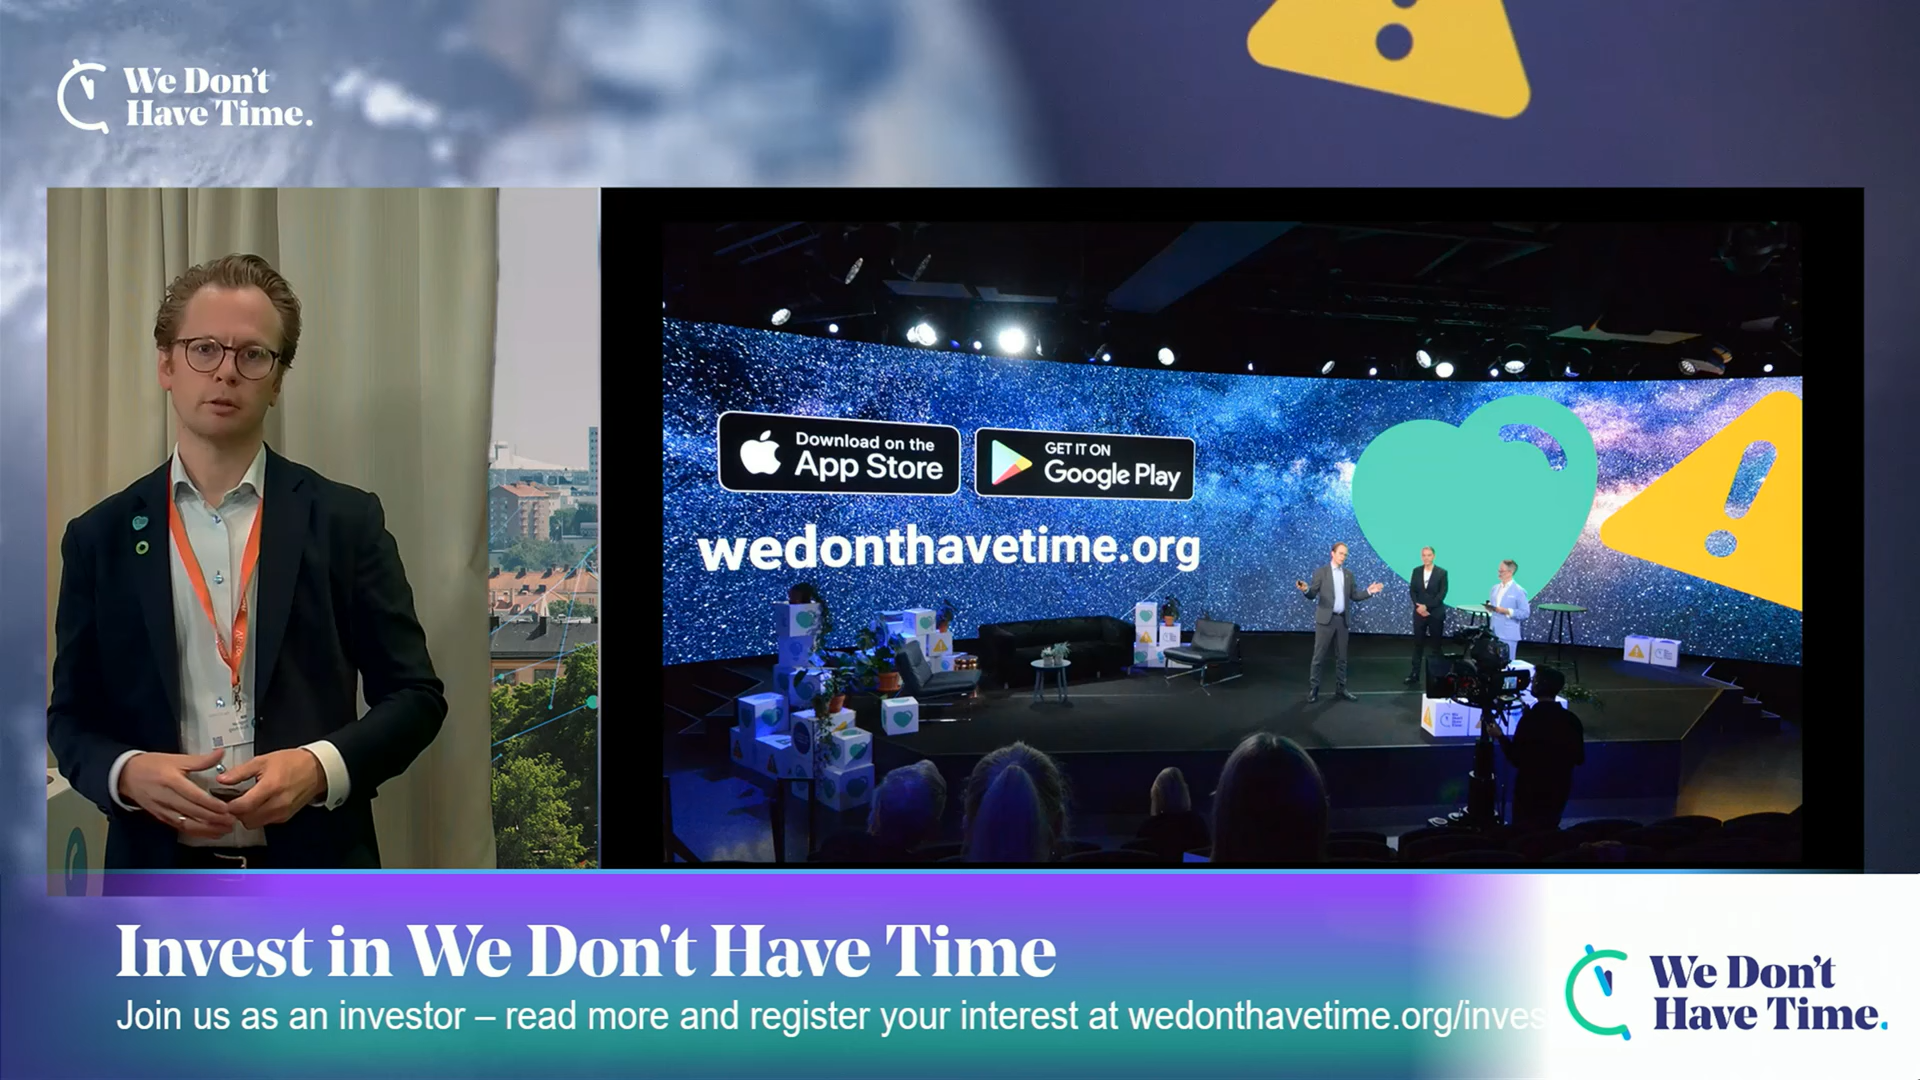 We Don't
Have Time.
Download on the
App Store
GET IT ON
Google Play
wedonthavetime.org
Invest in We Don't Have Time
Join us as an investor – read more and register your interest at wedonthavetime.org/inves
We Don't
Have Time.